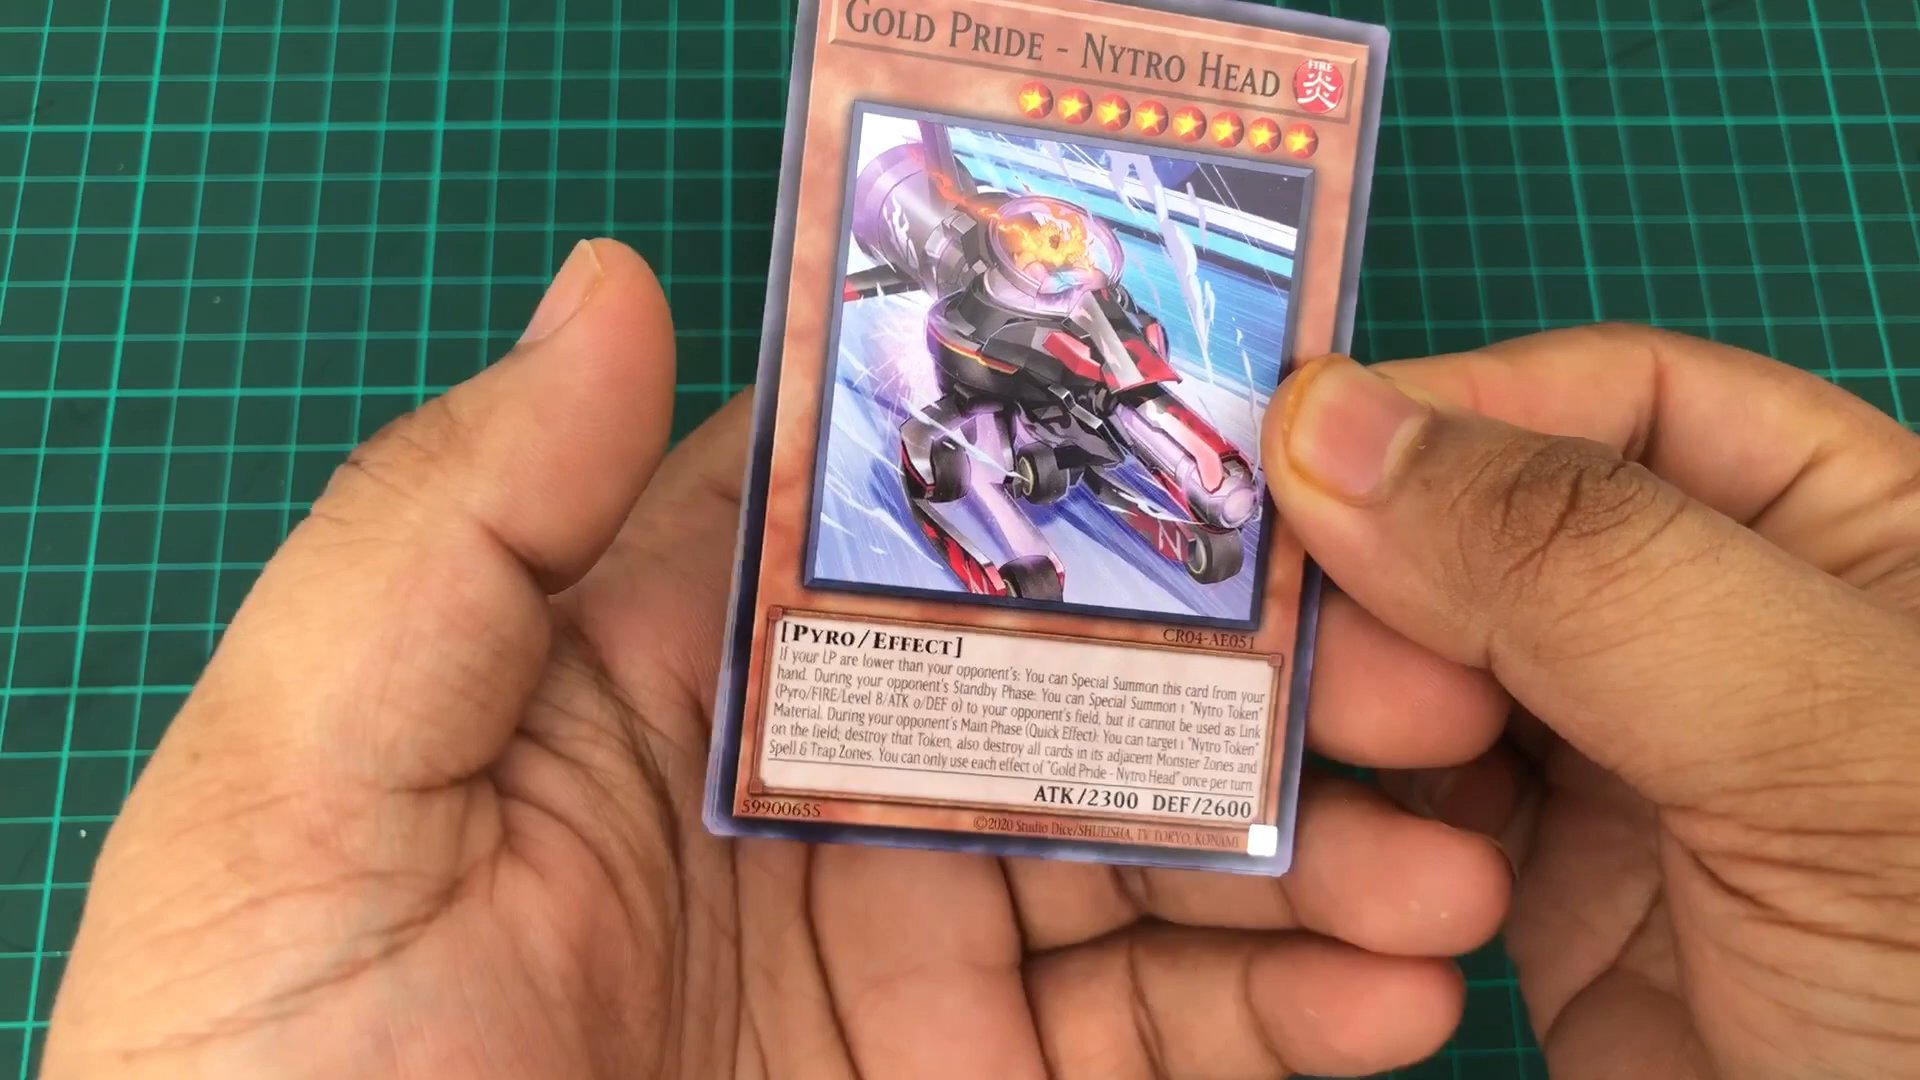 GOLD PRIDE - NYTRO HEAD
FIRE
炎
N
CR04-AE051
[PYRO/EFFECT]
If your LP are lower than your opponent's: You can Special Summon this card from your
hand. During your opponent's Standby Phase: You can Special Summon 1 "Nytro Token"
(Pyro/FIRE/Level 8/ATK 0/DEF 0) to your opponent's field, but it cannot be used as Link
Material. During your opponent's Main Phase (Quick Effect): You can target 1 "Nytro Token"
on the field; destroy that Token, also destroy all cards in its adjacent Monster Zones and
Spell & Trap Zones. You can only use each effect of "Gold Pride - Nytro Head" once per turn.
ATK/2300 DEF/2600
59900655
©2020 Studio Dice/SHUEISHA, TV TOKYO, KONAMI